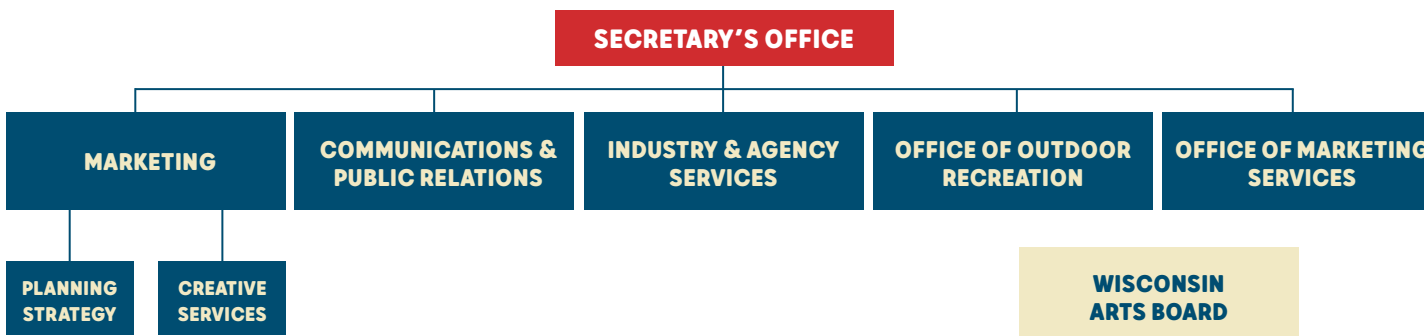 SECRETARY'S OFFICE
MARKETING
COMMUNICATIONS &
PUBLIC RELATIONS
INDUSTRY & AGENCY
SERVICES
OFFICE OF OUTDOOR
RECREATION
OFFICE OF MARKETING
SERVICES
PLANNING
STRATEGY
CREATIVE
SERVICES
WISCONSIN
ARTS BOARD